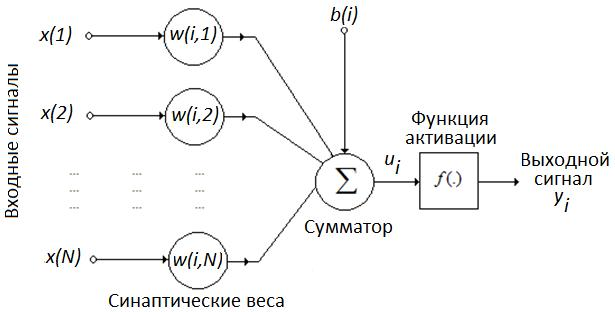 b(i)
x(1)
w(i,1)
x(2)
w(i,2)
Входные сигналы
... ... ...
... ... ...
... ... ...
Функция
активации
Σ
u i
f(.)
Выходной
сигнал
y i
Сумматор
x(N)
w(i,N)
Синаптические веса